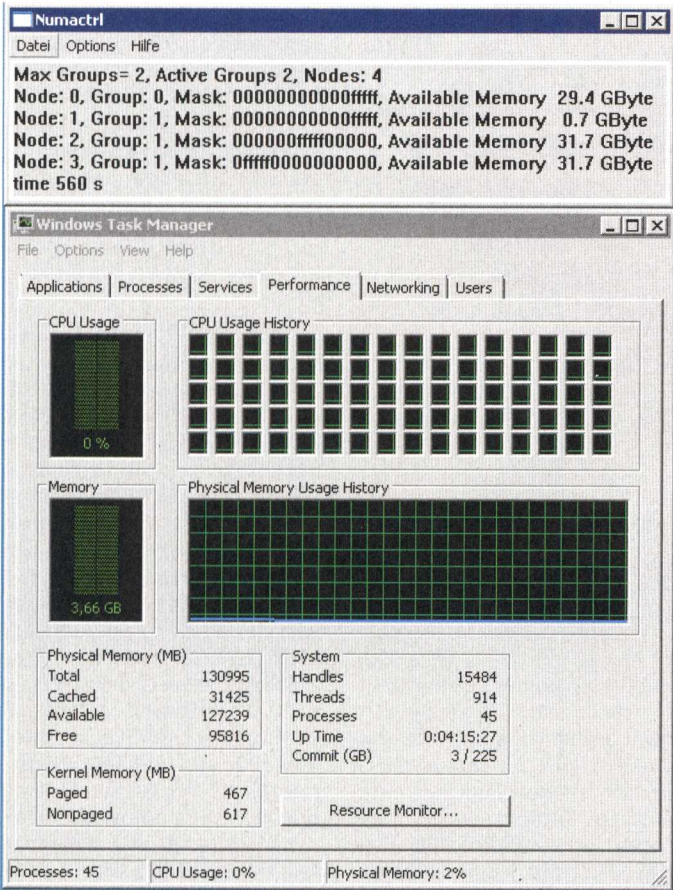 Numactrl
Datei Options Hilfe
Max Groups= 2, Active Groups 2, Nodes: 4
Node: 0, Group: 0, Mask: 00000000000fffff, Available Memory 29.4 GByte
Node: 1, Group: 1, Mask: 00000000000fffff, Available Memory 0.7 GByte
Node: 2, Group: 1, Mask: 000000fffff00000, Available Memory 31.7 GByte
Node: 3, Group: 1, Mask: 0fffff0000000000, Available Memory 31.7 GByte
time 560 s
Windows Task Manager
File Options View Help
Applications Processes Services Performance Networking Users
CPU Usage CPU Usage History
0 %
Memory Physical Memory Usage History
3,66 GB
Physical Memory (MB)
Total 130995
Cached 31425
Available 127239
Free 95816
System
Handles 15484
Threads 914
Processes 45
Up Time 0:04:15:27
Commit (GB) 3 / 225
Kernel Memory (MB)
Paged 467
Nonpaged 617
Resource Monitor...
Processes: 45 CPU Usage: 0% Physical Memory: 2%